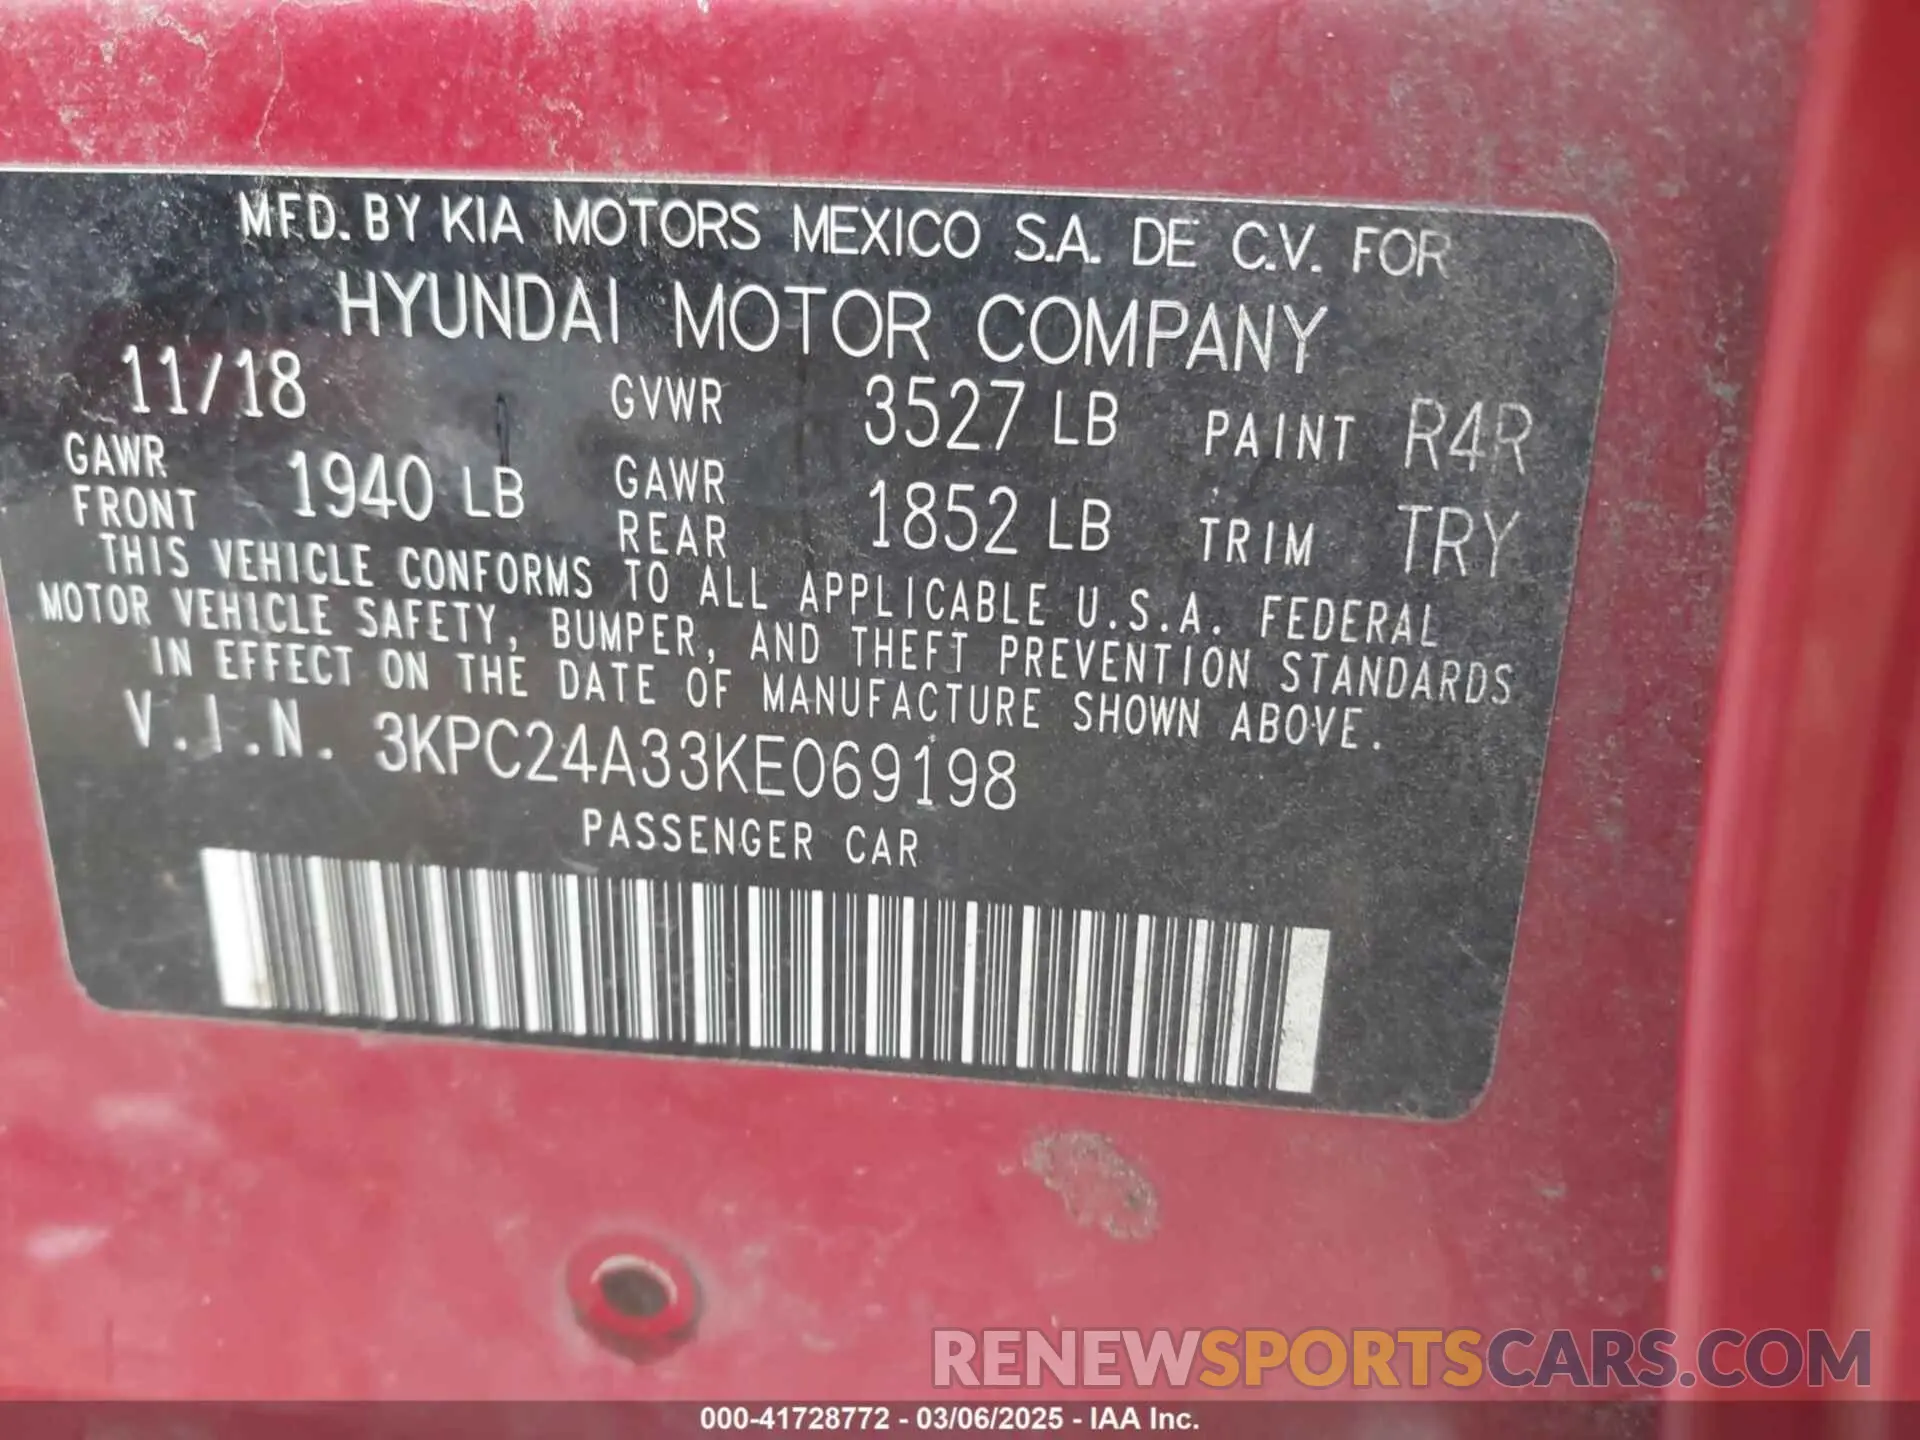 MFD. BY KIA MOTORS MEXICO S.A. DE C.V. FOR
HYUNDAI MOTOR COMPANY
11/18 GVWR 3527 LB PAINT R4R
GAWR FRONT 1940 LB GAWR REAR 1852 LB TRIM TRY
THIS VEHICLE CONFORMS TO ALL APPLICABLE U.S.A. FEDERAL
MOTOR VEHICLE SAFETY, BUMPER, AND THEFT PREVENTION STANDARDS
IN EFFECT ON THE DATE OF MANUFACTURE SHOWN ABOVE.
V.I.N. 3KPC24A33KE069198
PASSENGER CAR
RENEWSPORTSCARS.COM
000-41728772 - 03/06/2025 - IAA Inc.